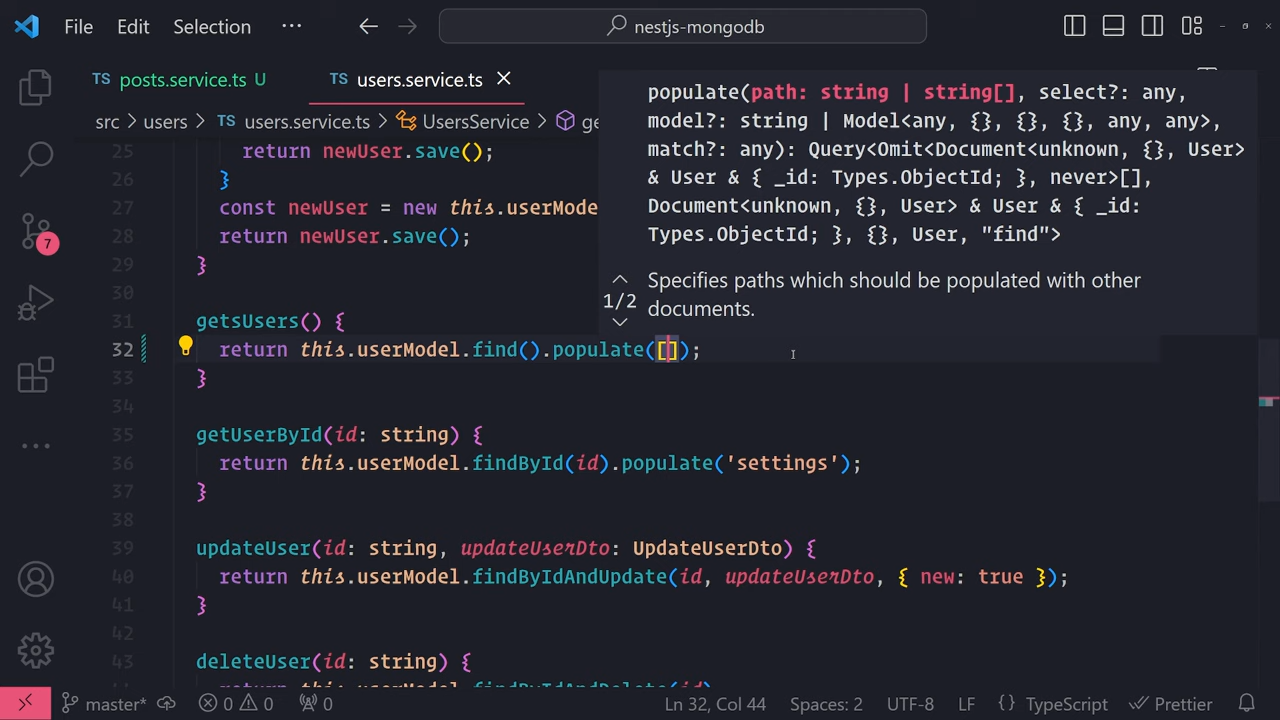 File Edit Selection ··· nestjs-mongodb
TS posts.service.ts U TS users.service.ts
src > users > TS users.service.ts > UsersService > ge
populate(path: string | string[], select?: any,
model?: string | Model<any, {}, {}, {}, any, any>,
match?: any): Query<Omit<Document<unknown, {}, User>
& User & { _id: Types.ObjectId; }, never>[],
Document<unknown, {}, User> & User & { _id:
Types.ObjectId; }, {}, User, "find">
1/2
Specifies paths which should be populated with other
documents.
25 return newUser.save();
26 }
27 const newUser = new this.userMode
28 return newUser.save();
29 }
30
31 getsUsers() {
32 return this.userModel.find().populate([]);
33 }
34
35 getUserById(id: string) {
36 return this.userModel.findById(id).populate('settings');
37 }
38
39 updateUser(id: string, updateUserDto: UpdateUserDto) {
40 return this.userModel.findByIdAndUpdate(id, updateUserDto, { new: true });
41 }
42
43 deleteUser(id: string) {
return this.userModel.findByIdAndDelete(id)
7
master* 0 0 0 Ln 32, Col 44 Spaces: 2 UTF-8 LF {} TypeScript Prettier